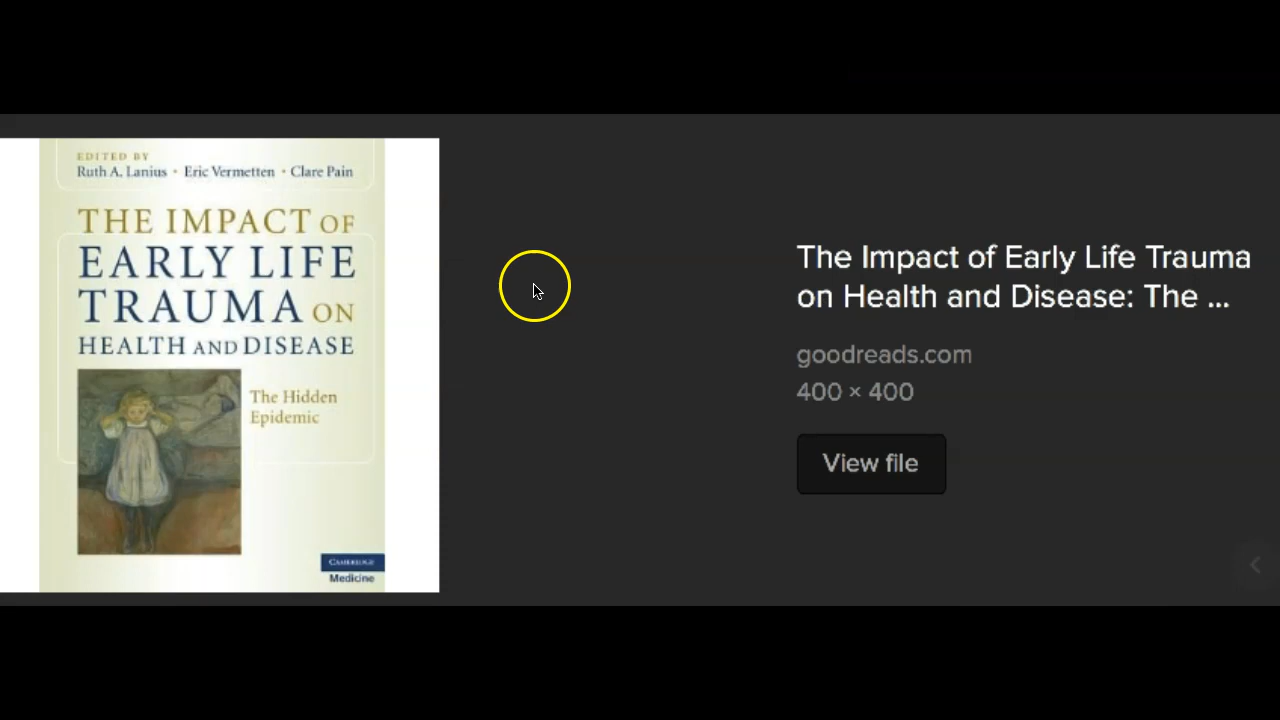 EDITED BY
Ruth A. Lanius • Eric Vermetten • Clare Pain
THE IMPACT OF
EARLY LIFE
TRAUMA ON
HEALTH AND DISEASE
The Hidden
Epidemic
CAMBRIDGE
Medicine
The Impact of Early Life Trauma
on Health and Disease: The ...
goodreads.com
400 × 400
View file